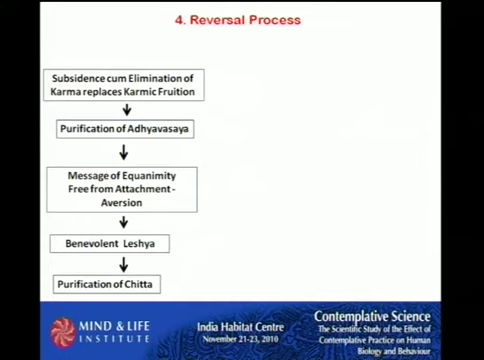 4. Reversal Process
Subsidence cum Elimination of
Karma replaces Karmic Fruition
Purification of Adhyavasaya
Message of Equanimity
Free from Attachment -
Aversion
Benevolent Leshya
Purification of Chitta
MIND & LIFE
INSTITUTE
India Habitat Centre
November 21-23, 2010
Contemplative Science
The Scientific Study of the Effect of
Contemplative Practice on Human
Biology and Behaviour